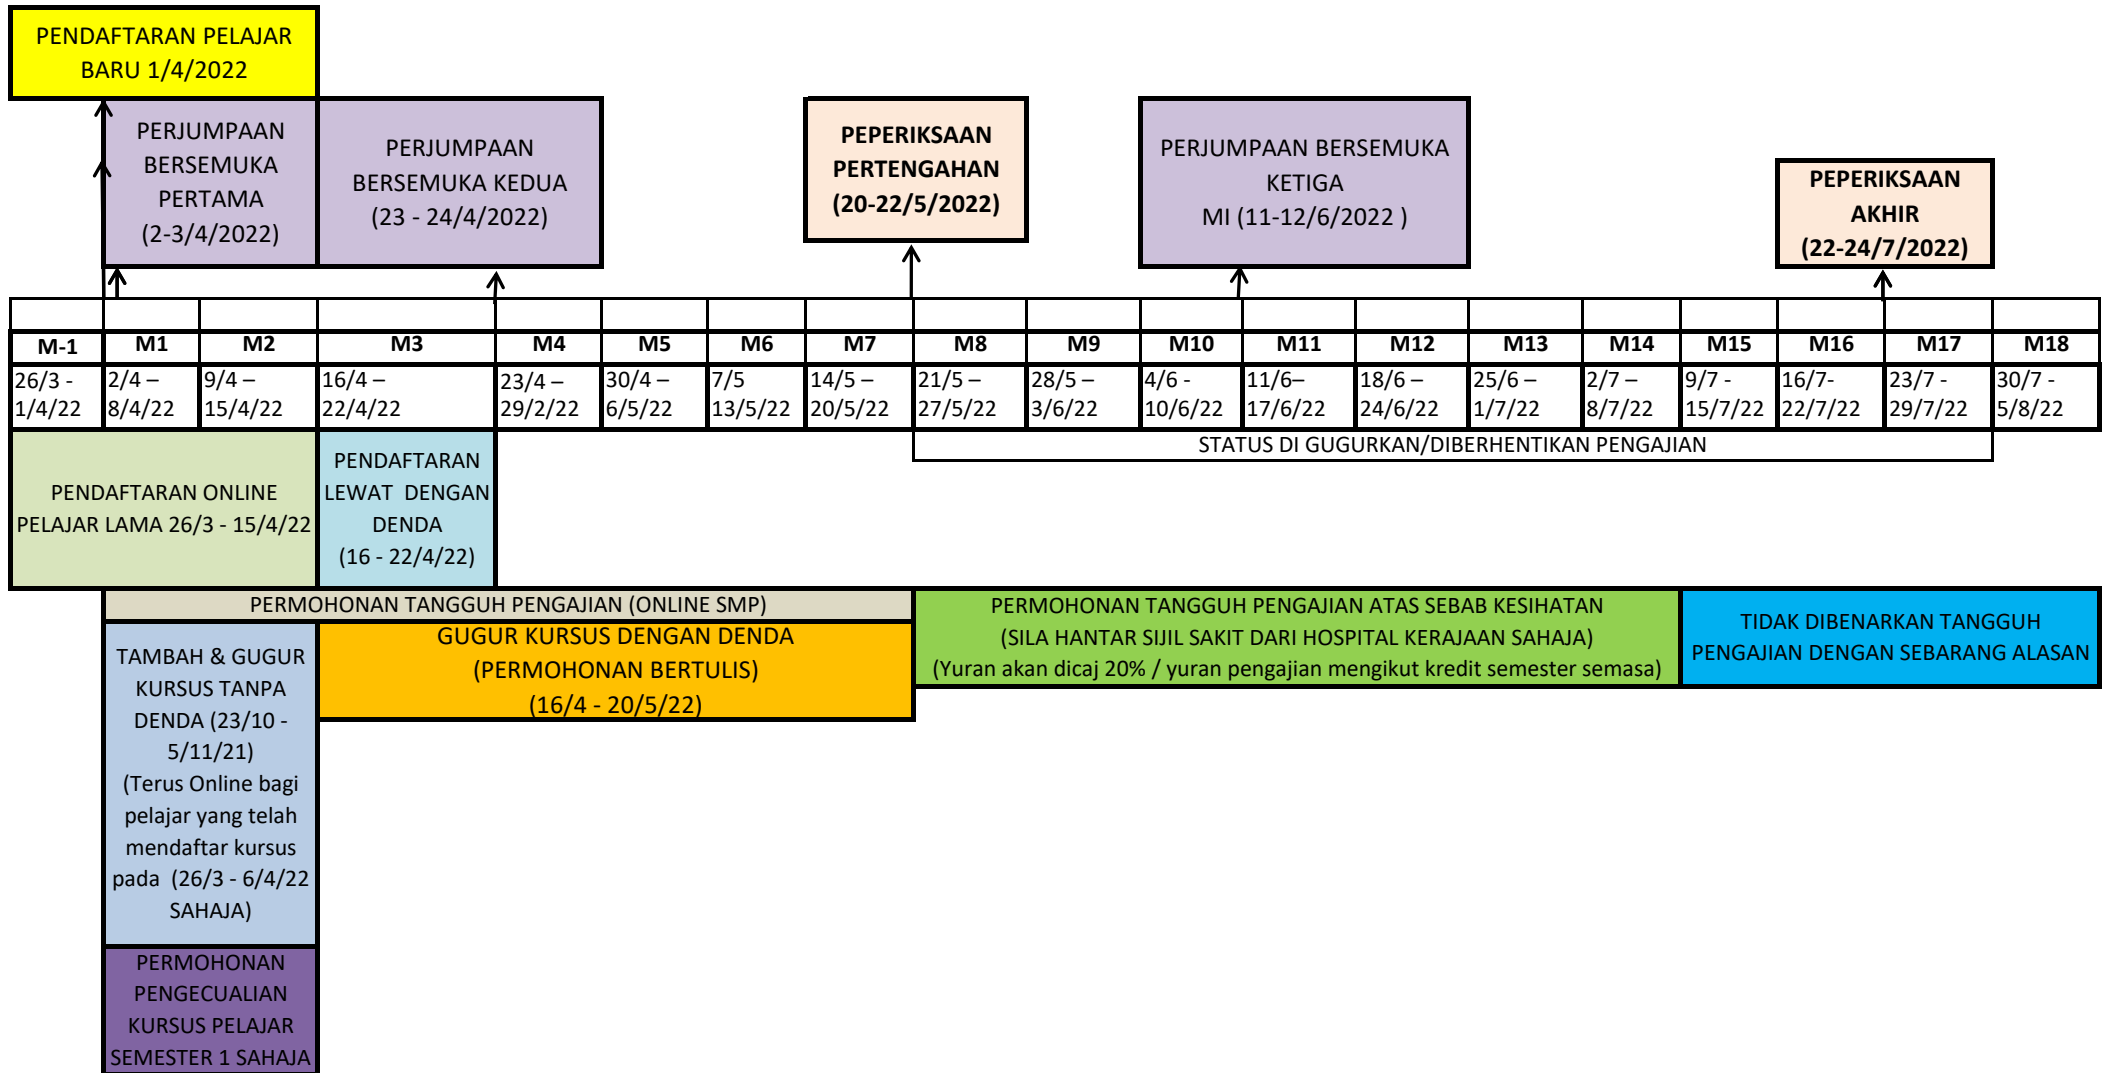 PENDAFTARAN PELAJAR
BARU 1/4/2022
PERJUMPAAN
BERSEMUKA
PERTAMA
(2-3/4/2022)
PERJUMPAAN
BERSEMUKA KEDUA
(23 - 24/4/2022)
PEPERIKSAAN
PERTENGAHAN
(20-22/5/2022)
PERJUMPAAN BERSEMUKA
KETIGA
MI (11-12/6/2022 )
PEPERIKSAAN
AKHIR
(22-24/7/2022)
M-1 M1 M2 M3 M4 M5 M6 M7 M8 M9 M10 M11 M12 M13 M14 M15 M16 M17 M18
26/3 - 2/4 – 9/4 – 16/4 – 23/4 – 30/4 – 7/5 14/5 – 21/5 – 28/5 – 4/6 - 11/6– 18/6 – 25/6 – 2/7 – 9/7 - 16/7- 23/7 - 30/7 -
1/4/22 8/4/22 15/4/22 22/4/22 29/2/22 6/5/22 13/5/22 20/5/22 27/5/22 3/6/22 10/6/22 17/6/22 24/6/22 1/7/22 8/7/22 15/7/22 22/7/22 29/7/22 5/8/22
STATUS DI GUGURKAN/DIBERHENTIKAN PENGAJIAN
PENDAFTARAN ONLINE
PELAJAR LAMA 26/3 - 15/4/22
PENDAFTARAN
LEWAT DENGAN
DENDA
(16 - 22/4/22)
PERMOHONAN TANGGUH PENGAJIAN (ONLINE SMP)
PERMOHONAN TANGGUH PENGAJIAN ATAS SEBAB KESIHATAN
(SILA HANTAR SIJIL SAKIT DARI HOSPITAL KERAJAAN SAHAJA)
(Yuran akan dicaj 20% / yuran pengajian mengikut kredit semester semasa)
TIDAK DIBENARKAN TANGGUH
PENGAJIAN DENGAN SEBARANG ALASAN
TAMBAH & GUGUR
KURSUS TANPA
DENDA (23/10 -
5/11/21)
(Terus Online bagi
pelajar yang telah
mendaftar kursus
pada (26/3 - 6/4/22
SAHAJA)
GUGUR KURSUS DENGAN DENDA
(PERMOHONAN BERTULIS)
(16/4 - 20/5/22)
PERMOHONAN
PENGECUALIAN
KURSUS PELAJAR
SEMESTER 1 SAHAJA